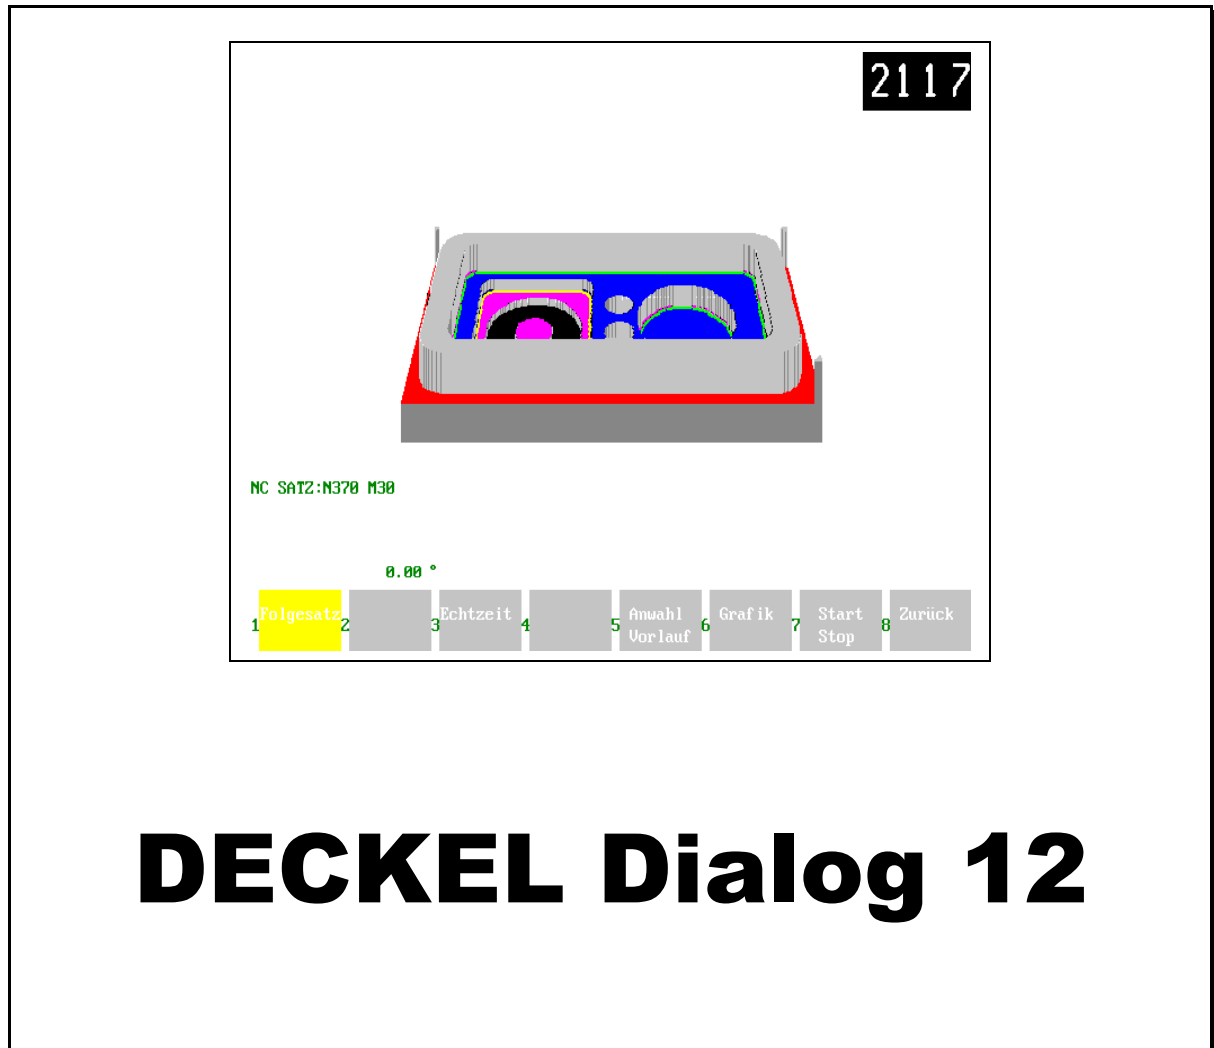 2117
NC SATZ:N370 M30
0.00 °
1 Folgesatz 2 3 Echtzeit 4 5 Anwahl 6 Grafik 7 Start 8 Zurück
Vorlauf Stop
DECKEL Dialog 12